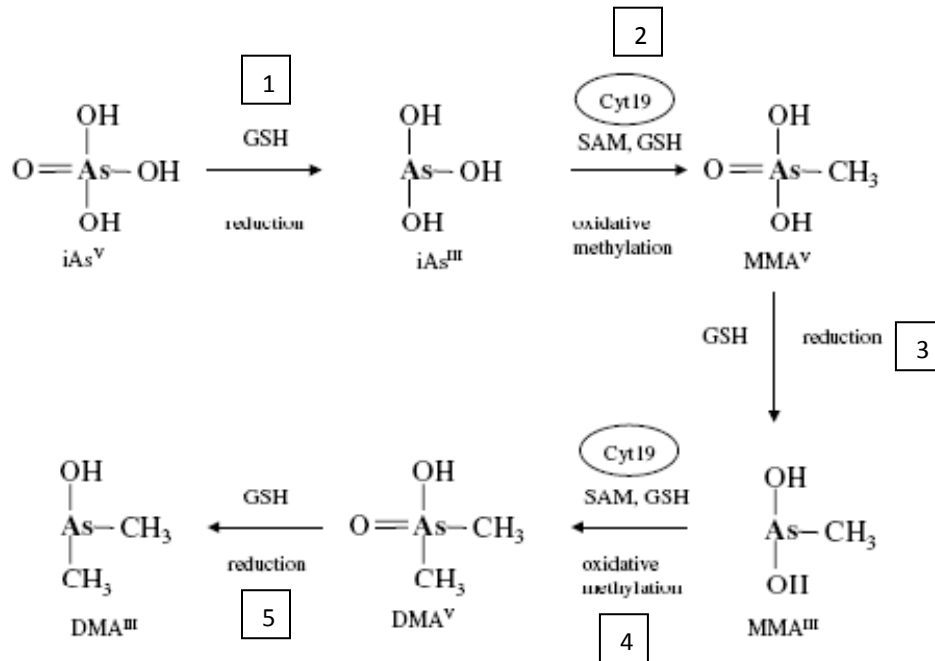 2
1
Cyt19
OH
GSH
OH
SAM, GSH
OH
O=As–OH
As–OH
O=As–CH₃
OH
reduction
OH
oxidative
methylation
OH
iAsⱽ
iAsᴵᴵᴵ
MMAⱽ
GSH
reduction
3
Cyt19
OH
GSH
OH
SAM, GSH
OH
As–CH₃
O=As–CH₃
As–CH₃
CH₃
reduction
CH₃
oxidative
methylation
OH
DMAᴵᴵᴵ
5
DMAⱽ
4
MMAᴵᴵᴵ